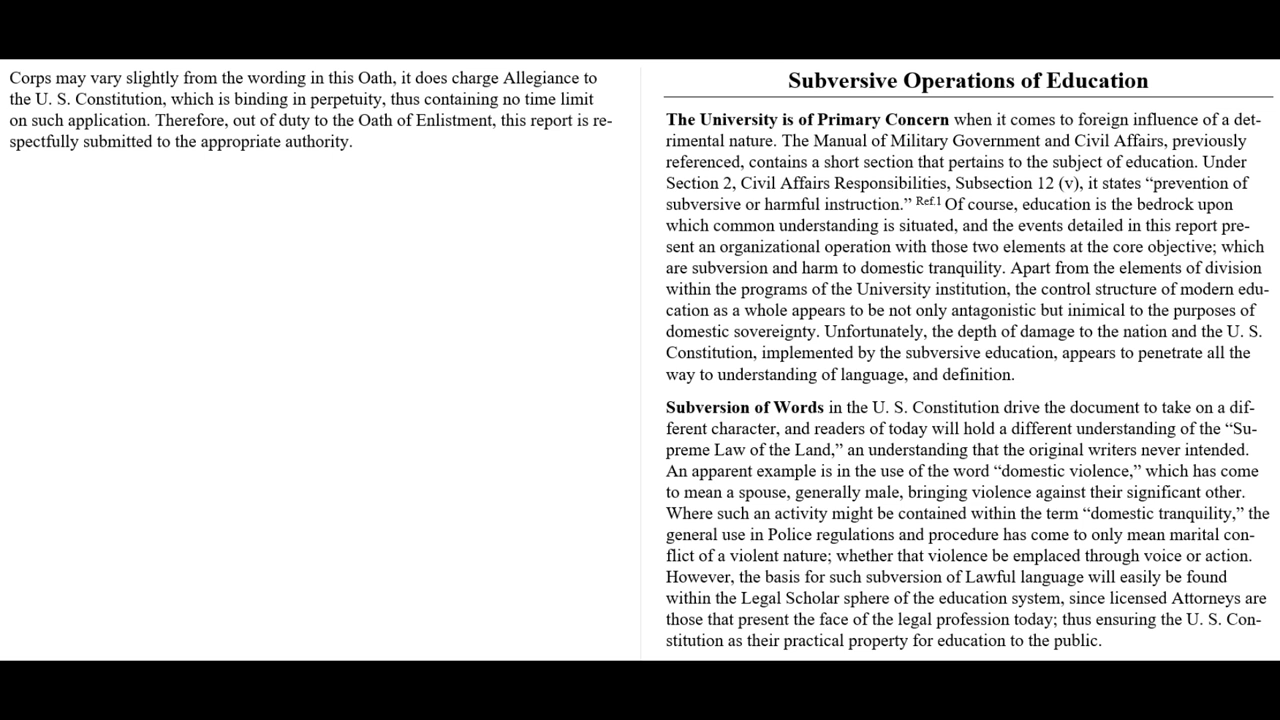 Corps may vary slightly from the wording in this Oath, it does charge Allegiance to
the U. S. Constitution, which is binding in perpetuity, thus containing no time limit
on such application. Therefore, out of duty to the Oath of Enlistment, this report is re-
spectfully submitted to the appropriate authority.
Subversive Operations of Education
The University is of Primary Concern when it comes to foreign influence of a det-
rimental nature. The Manual of Military Government and Civil Affairs, previously
referenced, contains a short section that pertains to the subject of education. Under
Section 2, Civil Affairs Responsibilities, Subsection 12 (v), it states “prevention of
subversive or harmful instruction.” Ref.1 Of course, education is the bedrock upon
which common understanding is situated, and the events detailed in this report pre-
sent an organizational operation with those two elements at the core objective; which
are subversion and harm to domestic tranquility. Apart from the elements of division
within the programs of the University institution, the control structure of modern edu-
cation as a whole appears to be not only antagonistic but inimical to the purposes of
domestic sovereignty. Unfortunately, the depth of damage to the nation and the U. S.
Constitution, implemented by the subversive education, appears to penetrate all the
way to understanding of language, and definition.
Subversion of Words in the U. S. Constitution drive the document to take on a dif-
ferent character, and readers of today will hold a different understanding of the “Su-
preme Law of the Land,” an understanding that the original writers never intended.
An apparent example is in the use of the word “domestic violence,” which has come
to mean a spouse, generally male, bringing violence against their significant other.
Where such an activity might be contained within the term “domestic tranquility,” the
general use in Police regulations and procedure has come to only mean marital con-
flict of a violent nature; whether that violence be emplaced through voice or action.
However, the basis for such subversion of Lawful language will easily be found
within the Legal Scholar sphere of the education system, since licensed Attorneys are
those that present the face of the legal profession today; thus ensuring the U. S. Con-
stitution as their practical property for education to the public.